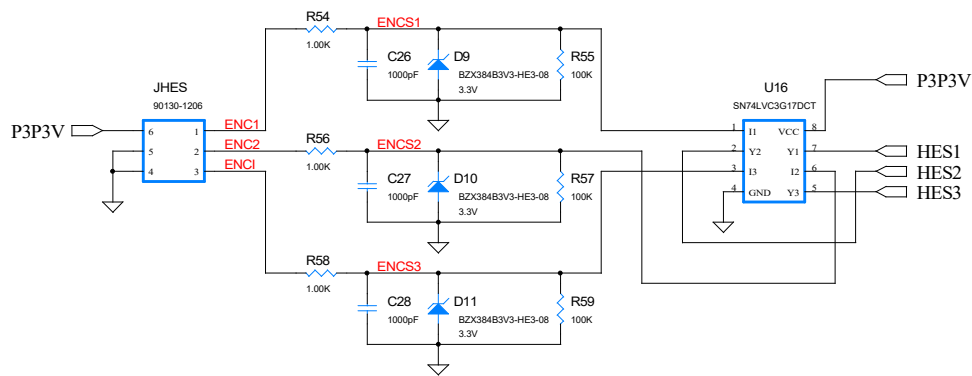 R54
1.00K
ENCS1
C26
1000pF
D9
BZX384B3V3-HE3-08
3.3V
R55
100K
JHES
90130-1206
P3P3V
6 1
5 2
4 3
ENC1
ENC2
ENCI
R56
1.00K
ENCS2
C27
1000pF
D10
BZX384B3V3-HE3-08
3.3V
R57
100K
R58
1.00K
ENCS3
C28
1000pF
D11
BZX384B3V3-HE3-08
3.3V
R59
100K
U16
SN74LVC3G17DCT
1 I1 VCC 8
2 Y2 Y1 7
3 I3 I2 6
4 GND Y3 5
P3P3V
HES1
HES2
HES3